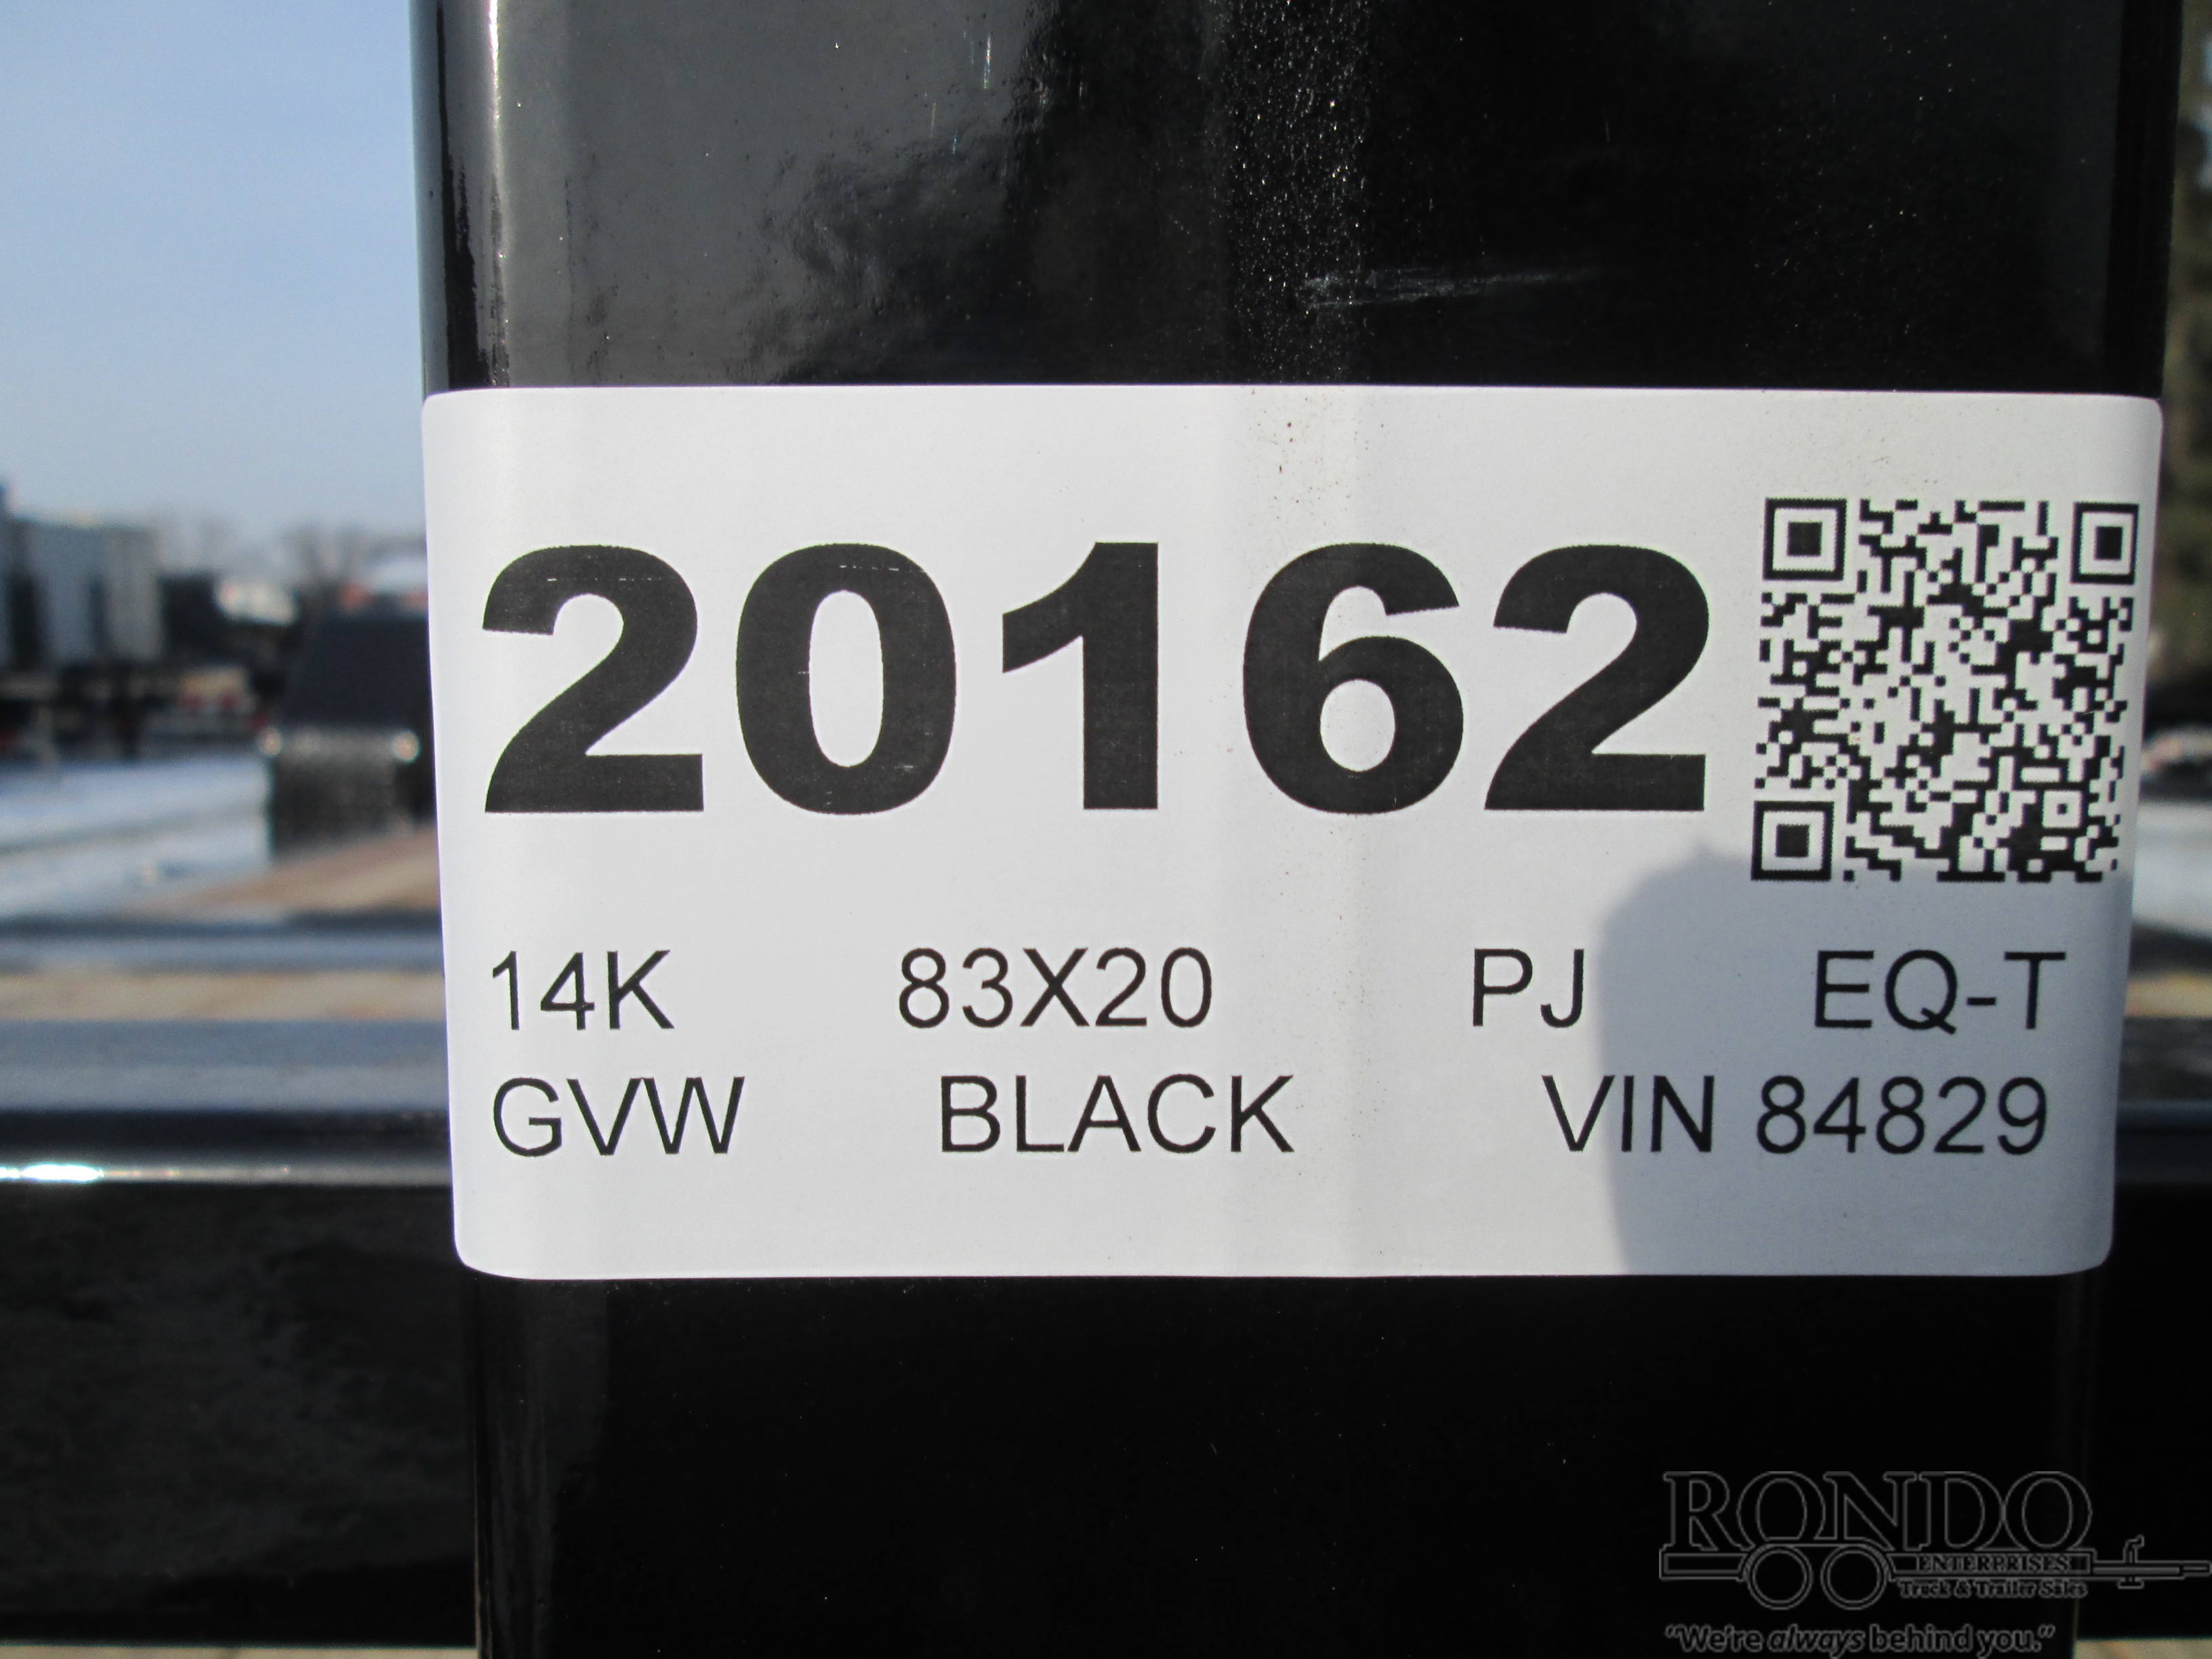 20162
14K 83X20 PJ EQ-T
GVW BLACK VIN 84829
RONDO
ENTERPRISES
Truck & Trailer Sales
"We're always behind you."